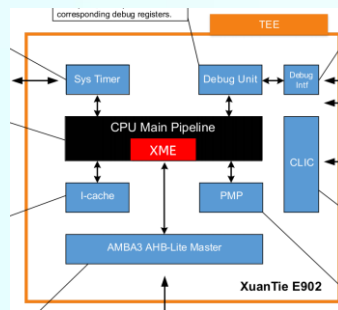 corresponding debug registers.
TEE
Sys Timer
Debug Unit
Debug
Intf
CPU Main Pipeline
XME
CLIC
I-cache
PMP
AMBA3 AHB-Lite Master
XuanTie E902